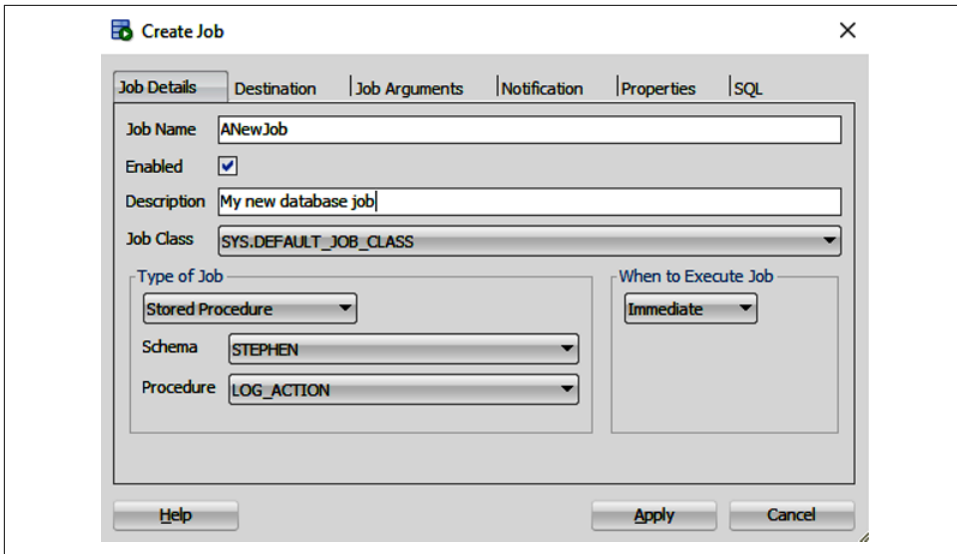 Create Job
Job Details Destination Job Arguments Notification Properties SQL
Job Name ANewJob
Enabled
Description My new database job
Job Class SYS.DEFAULT_JOB_CLASS
Type of Job
When to Execute Job
Stored Procedure
Immediate
Schema STEPHEN
Procedure LOG_ACTION
Help Apply Cancel